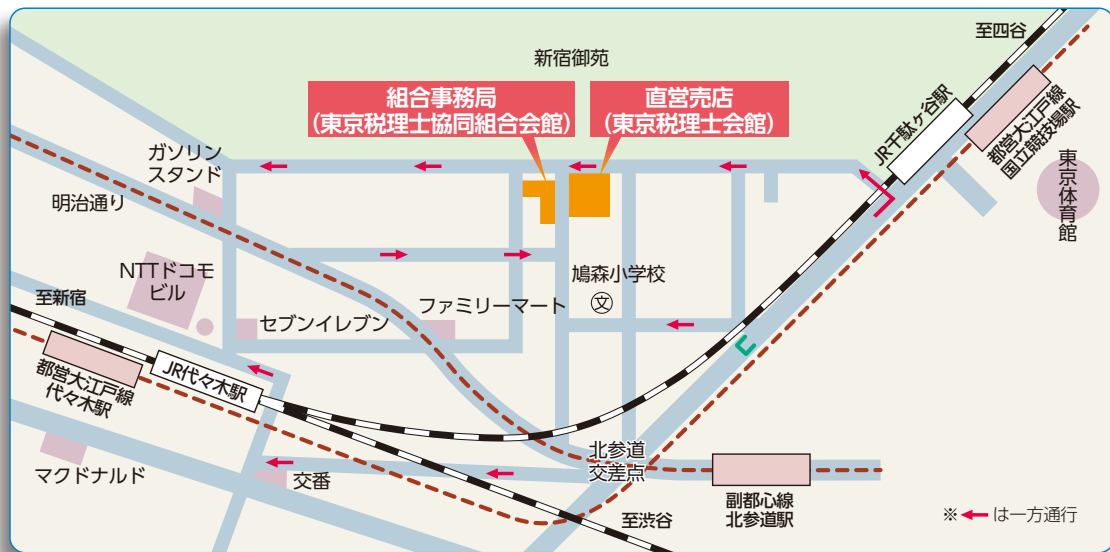 至四谷
新宿御苑
組合事務局
(東京税理士協同組合会館)
直営売店
(東京税理士会館)
JR千駄ヶ谷駅
都営大江戸線
国立競技場駅
東京体育館
ガソリン
スタンド
明治通り
NTTドコモ
ビル
鳩森小学校
文
至新宿
ファミリーマート
セブンイレブン
JR代々木駅
都営大江戸線
代々木駅
北参道
交差点
マクドナルド
交番
至渋谷
副都心線
北参道駅
※←は一方通行